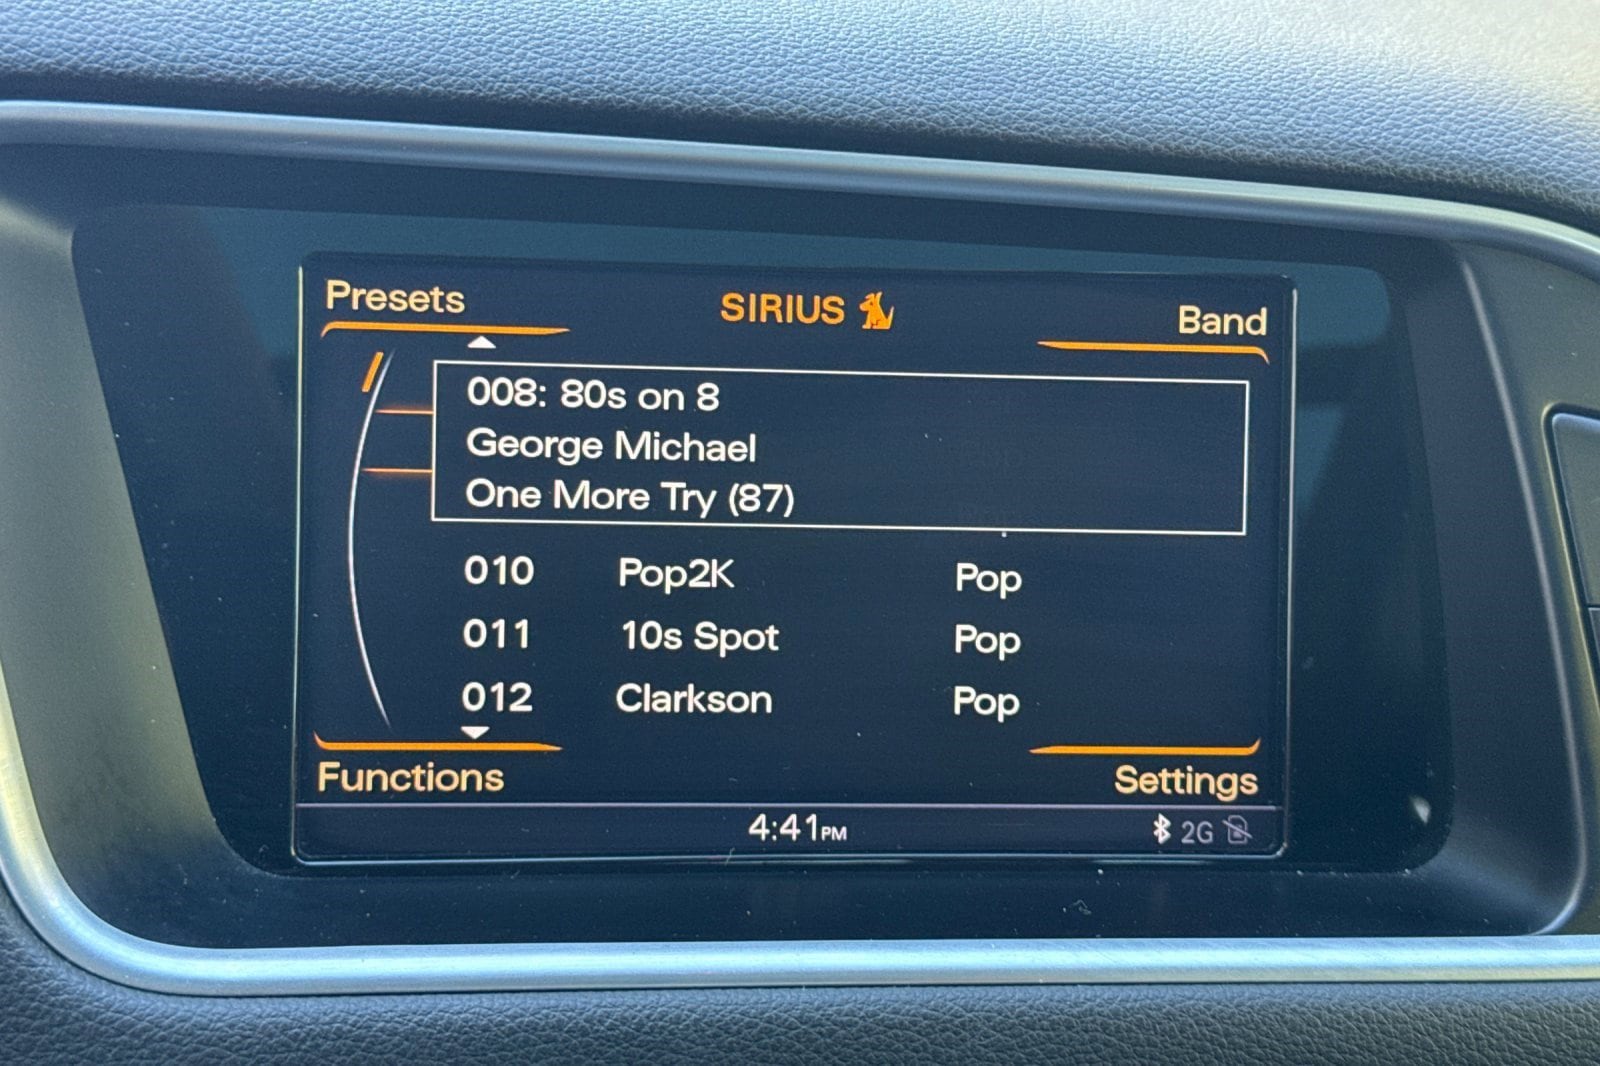 Presets
SIRIUS
Band
008: 80s on 8
George Michael
One More Try (87)
010 Pop2K Pop
011 10s Spot Pop
012 Clarkson Pop
Functions
Settings
4:41PM
2G